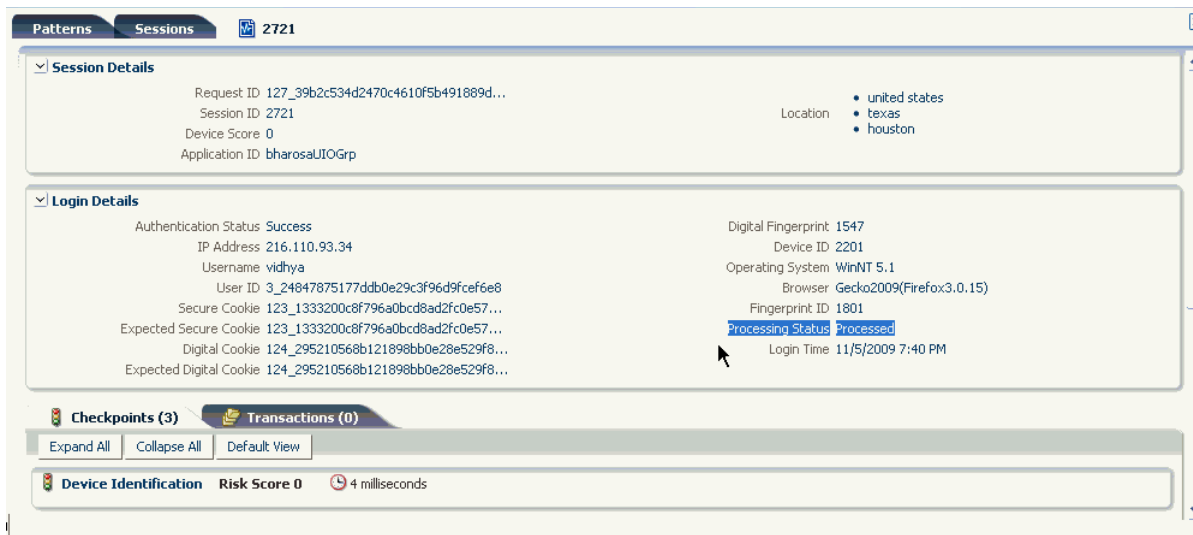 Patterns Sessions 2721
Session Details
Request ID 127_39b2c534d2470c4610f5b491889d...
Session ID 2721
Device Score 0
Application ID bharosaUIOGrp
Location
• united states
• texas
• houston
Login Details
Authentication Status Success
IP Address 216.110.93.34
Username vidhya
User ID 3_24847875177ddb0e29c3f96d9fcef6e8
Secure Cookie 123_1333200c8f796a0bcd8ad2fc0e57...
Expected Secure Cookie 123_1333200c8f796a0bcd8ad2fc0e57...
Digital Cookie 124_295210568b121898bb0e28e529f8...
Expected Digital Cookie 124_295210568b121898bb0e28e529f8...
Digital Fingerprint 1547
Device ID 2201
Operating System WinNT 5.1
Browser Gecko2009(Firefox3.0.15)
Fingerprint ID 1801
Processing Status Processed
Login Time 11/5/2009 7:40 PM
Checkpoints (3) Transactions (0)
Expand All Collapse All Default View
Device Identification Risk Score 0 4 milliseconds